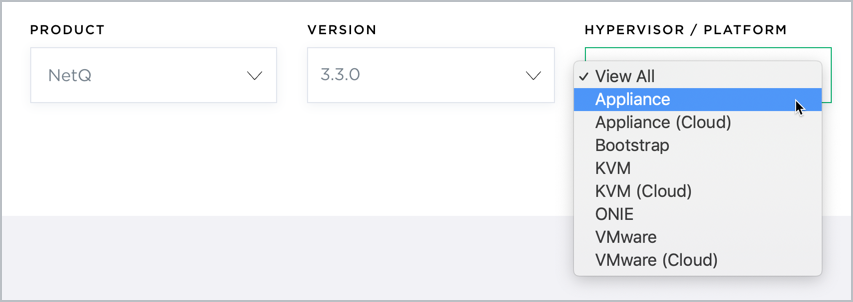 PRODUCT
VERSION
HYPERVISOR / PLATFORM
NetQ
3.3.0
✓ View All
Appliance
Appliance (Cloud)
Bootstrap
KVM
KVM (Cloud)
ONIE
VMware
VMware (Cloud)